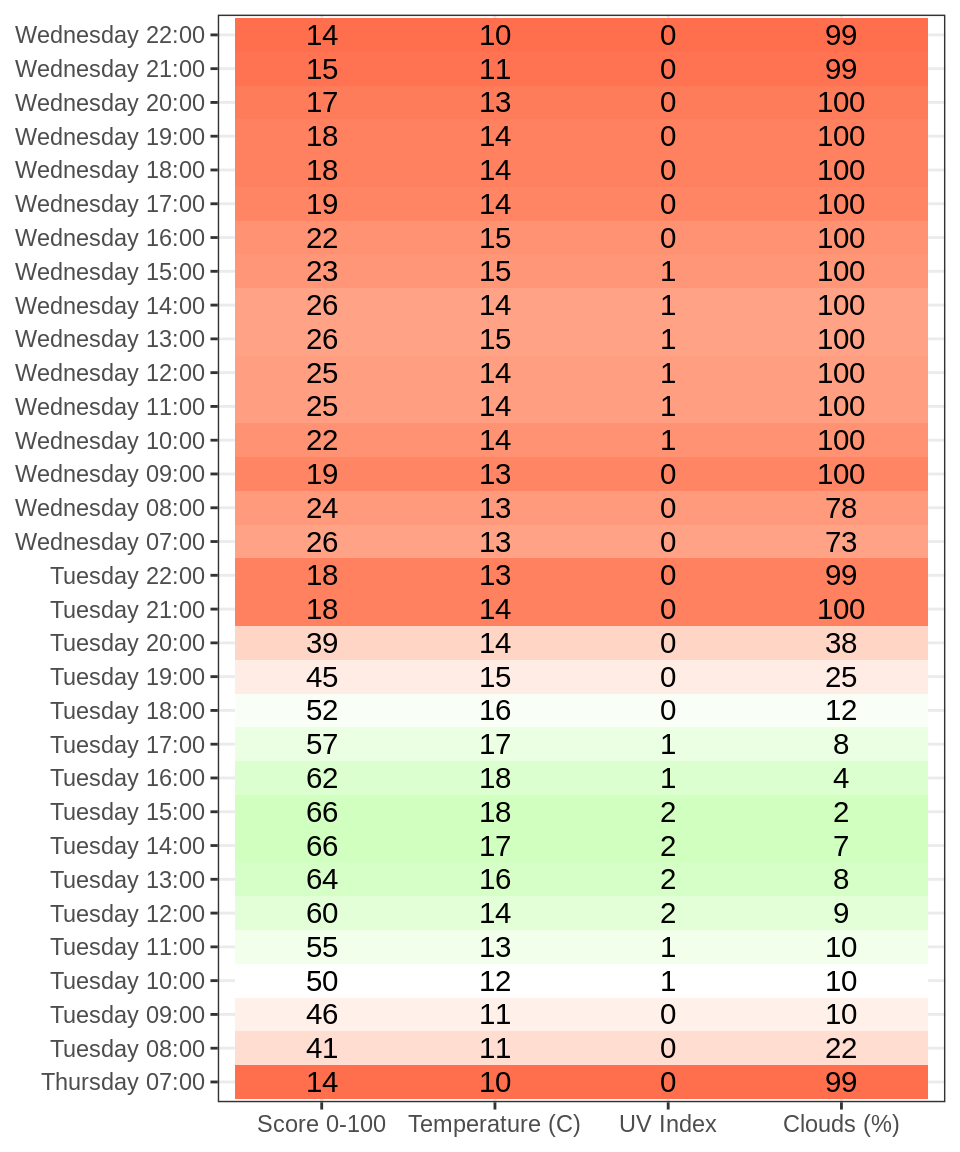 Wednesday 22:00 14 10 0 99
Wednesday 21:00 15 11 0 99
Wednesday 20:00 17 13 0 100
Wednesday 19:00 18 14 0 100
Wednesday 18:00 18 14 0 100
Wednesday 17:00 19 14 0 100
Wednesday 16:00 22 15 0 100
Wednesday 15:00 23 15 1 100
Wednesday 14:00 26 14 1 100
Wednesday 13:00 26 15 1 100
Wednesday 12:00 25 14 1 100
Wednesday 11:00 25 14 1 100
Wednesday 10:00 22 14 1 100
Wednesday 09:00 19 13 0 100
Wednesday 08:00 24 13 0 78
Wednesday 07:00 26 13 0 73
Tuesday 22:00 18 13 0 99
Tuesday 21:00 18 14 0 100
Tuesday 20:00 39 14 0 38
Tuesday 19:00 45 15 0 25
Tuesday 18:00 52 16 0 12
Tuesday 17:00 57 17 1 8
Tuesday 16:00 62 18 1 4
Tuesday 15:00 66 18 2 2
Tuesday 14:00 66 17 2 7
Tuesday 13:00 64 16 2 8
Tuesday 12:00 60 14 2 9
Tuesday 11:00 55 13 1 10
Tuesday 10:00 50 12 1 10
Tuesday 09:00 46 11 0 10
Tuesday 08:00 41 11 0 22
Thursday 07:00 14 10 0 99
Score 0-100 Temperature (C) UV Index Clouds (%)